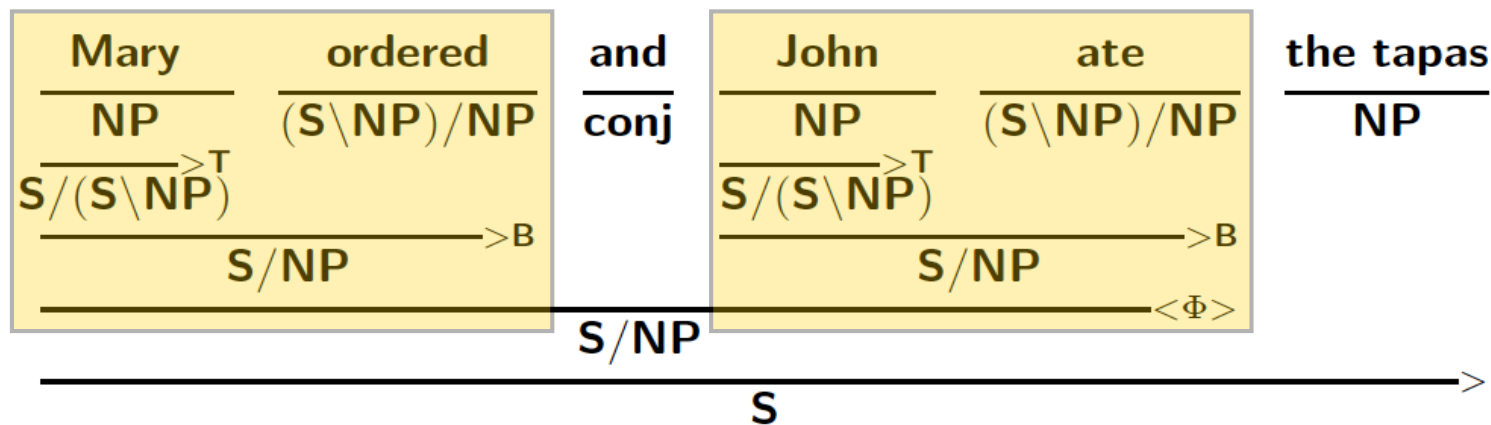 Mary ordered and John ate the tapas
NP (S\NP)/NP conj NP (S\NP)/NP NP
>T >T
S/(S\NP) S/(S\NP)
>B >B
S/NP S/NP
<Φ>
S/NP
>
S